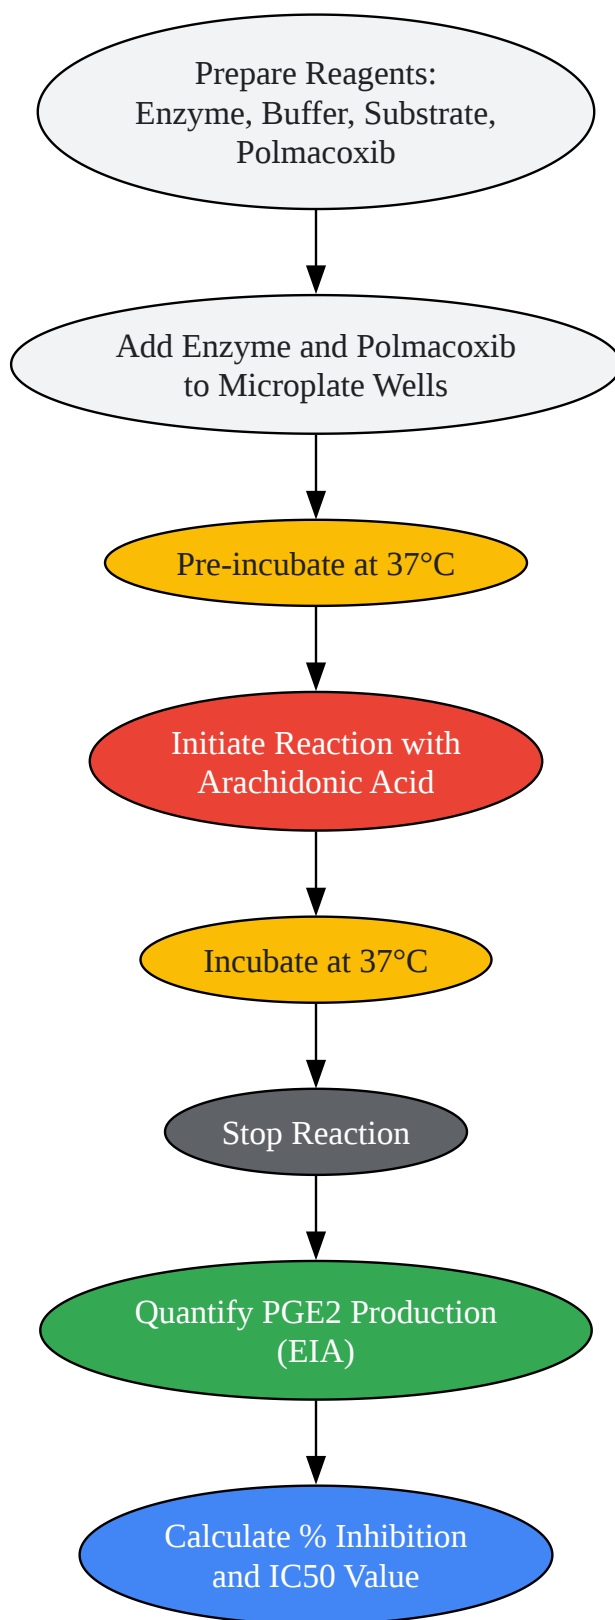 Prepare Reagents:
Enzyme, Buffer, Substrate,
Polmacoxib
Add Enzyme and Polmacoxib
to Microplate Wells
Pre-incubate at 37°C
Initiate Reaction with
Arachidonic Acid
Incubate at 37°C
Stop Reaction
Quantify PGE2 Production
(EIA)
Calculate % Inhibition
and IC50 Value